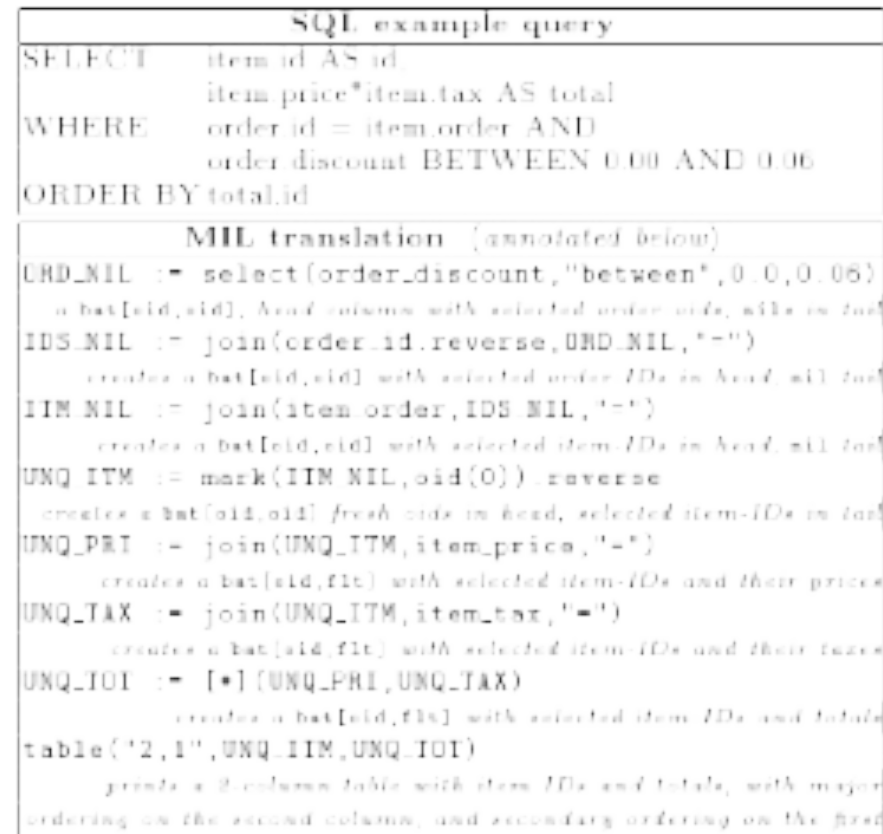 SQL example query
SELECT item.id AS id,
item.price*item.tax AS total
WHERE order.id = item.order AND
order.discount BETWEEN 0.00 AND 0.06
ORDER BY total,id
MIL translation (annotated below)
ORD_NIL := select(order_discount,"between",0.0,0.06)
a bat[oid,oid], head column with selected order-oids, nils in tail
IDS_NIL := join(order_id.reverse,ORD_NIL,"=")
creates a bat[oid,oid] with selected order-IDs in head, nil tail
ITM_NIL := join(item_order,IDS_NIL,"=")
creates a bat[oid,oid] with selected item-IDs in head, nil tail
UNQ_ITM := mark(ITM_NIL,oid(0)).reverse
creates a bat[oid,oid] fresh oids in head, selected item-IDs in tail
UNQ_PRI := join(UNQ_ITM,item_price,"=")
creates a bat[oid,flt] with selected item-IDs and their prices
UNQ_TAX := join(UNQ_ITM,item_tax,"=")
creates a bat[oid,flt] with selected item-IDs and their taxes
UNQ_TOT := [*](UNQ_PRI,UNQ_TAX)
creates a bat[oid,flt] with selected item-IDs and totals
table("2,1",UNQ_ITM,UNQ_TOT)
prints a 2-column table with item IDs and totals, with major
ordering on the second column, and secondary ordering on the first